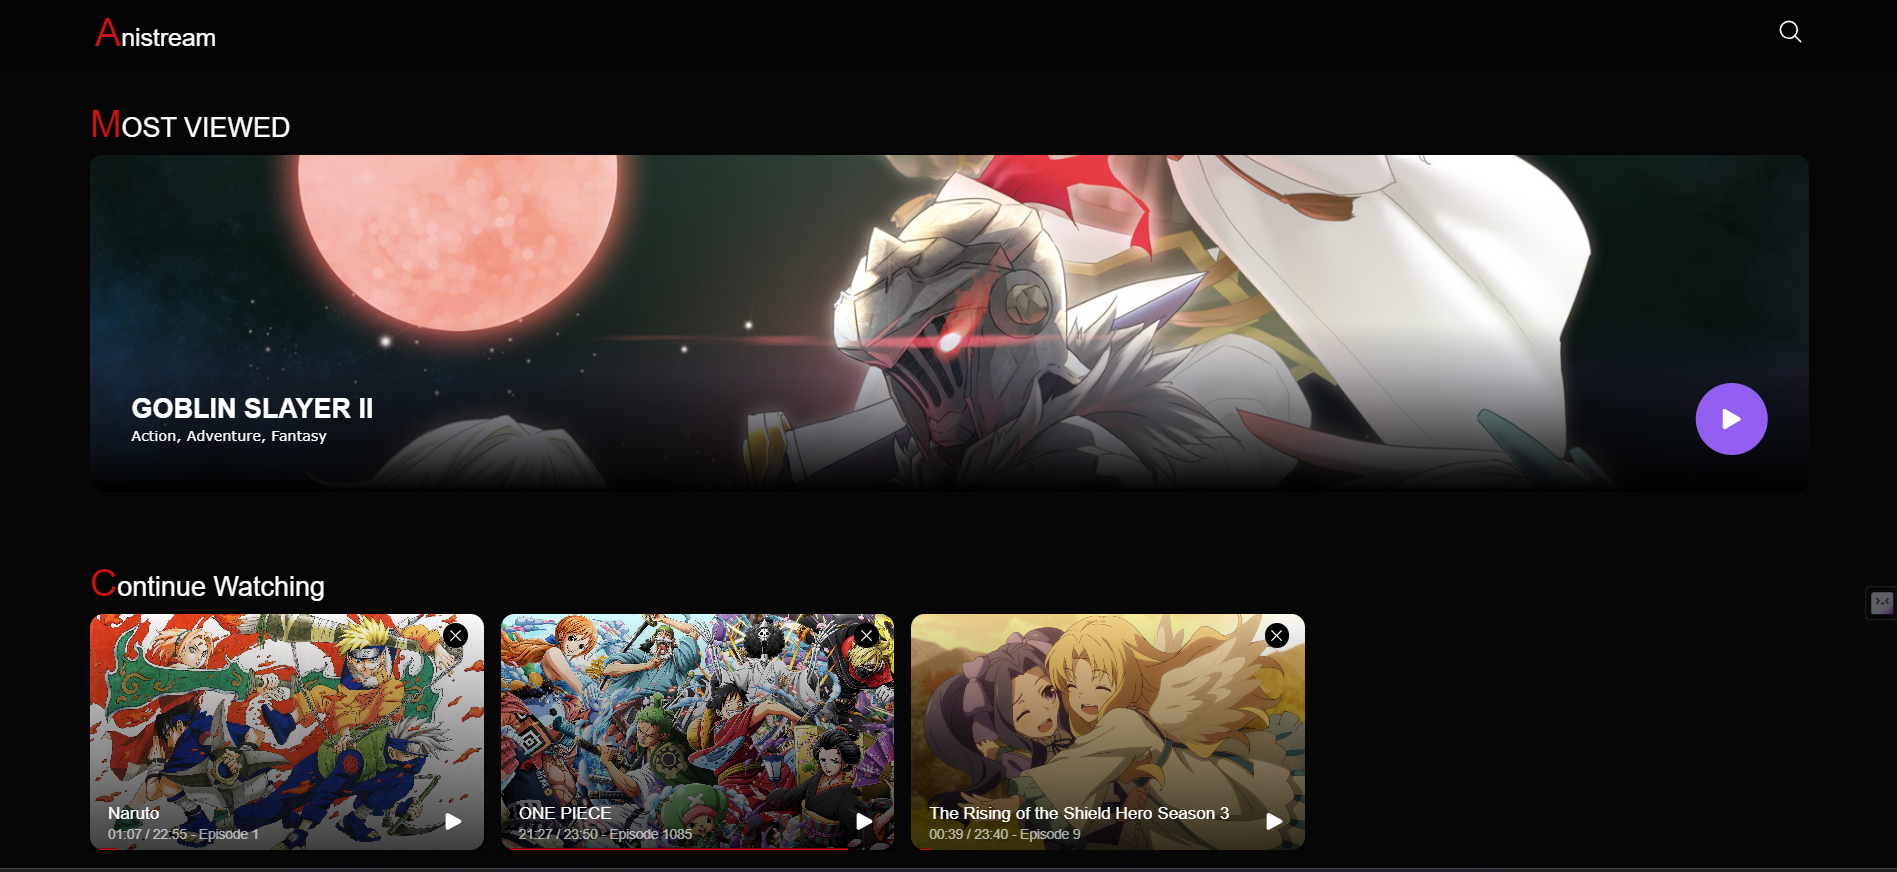 Anistream
MOST VIEWED
GOBLIN SLAYER II
Action, Adventure, Fantasy
Continue Watching
Naruto
01:07 / 22:55 - Episode 1
ONE PIECE
21:27 / 23:50 - Episode 1085
The Rising of the Shield Hero Season 3
00:39 / 23:40 - Episode 9